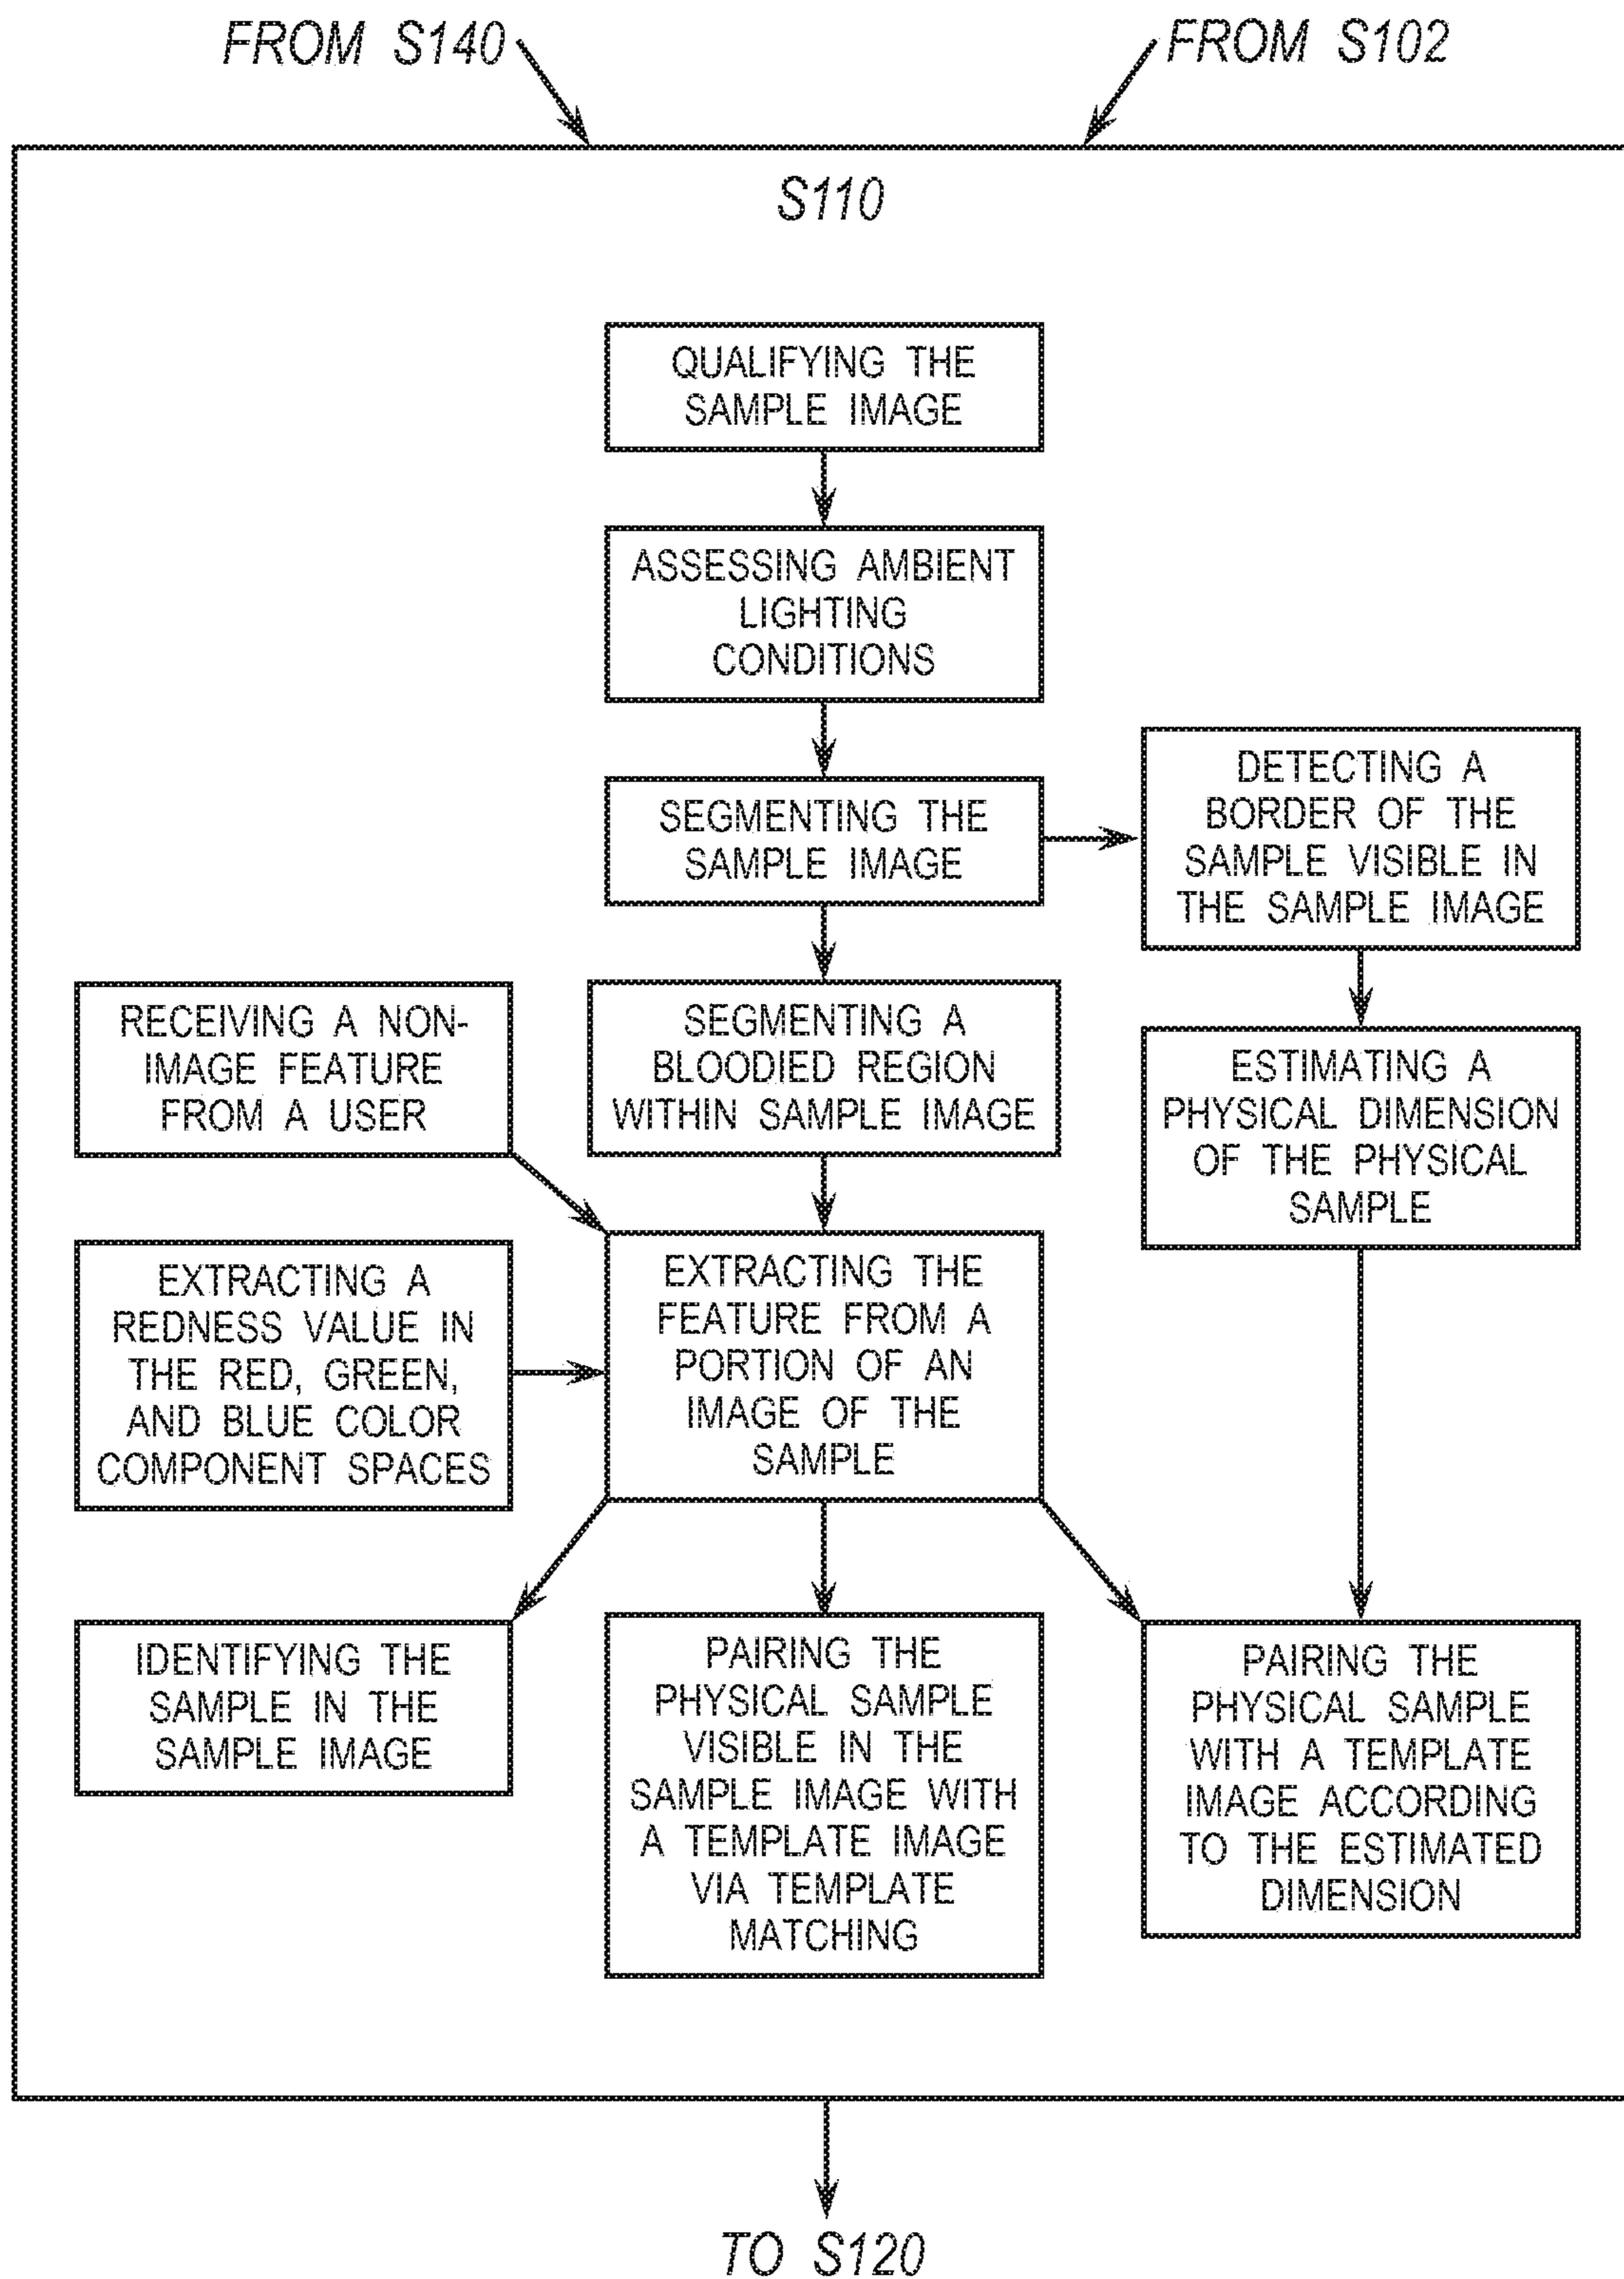 FROM S140
FROM S102
S110
QUALIFYING THE
SAMPLE IMAGE
ASSESSING AMBIENT
LIGHTING
CONDITIONS
SEGMENTING THE
SAMPLE IMAGE
DETECTING A
BORDER OF THE
SAMPLE VISIBLE IN
THE SAMPLE IMAGE
RECEIVING A NON-
IMAGE FEATURE
FROM A USER
SEGMENTING A
BLOODIED REGION
WITHIN SAMPLE IMAGE
ESTIMATING A
PHYSICAL DIMENSION
OF THE PHYSICAL
SAMPLE
EXTRACTING A
REDNESS VALUE IN
THE RED, GREEN,
AND BLUE COLOR
COMPONENT SPACES
EXTRACTING THE
FEATURE FROM A
PORTION OF AN
IMAGE OF THE
SAMPLE
IDENTIFYING THE
SAMPLE IN THE
SAMPLE IMAGE
PAIRING THE
PHYSICAL SAMPLE
VISIBLE IN THE
SAMPLE IMAGE WITH
A TEMPLATE IMAGE
VIA TEMPLATE
MATCHING
PAIRING THE
PHYSICAL SAMPLE
WITH A TEMPLATE
IMAGE ACCORDING
TO THE ESTIMATED
DIMENSION
TO S120